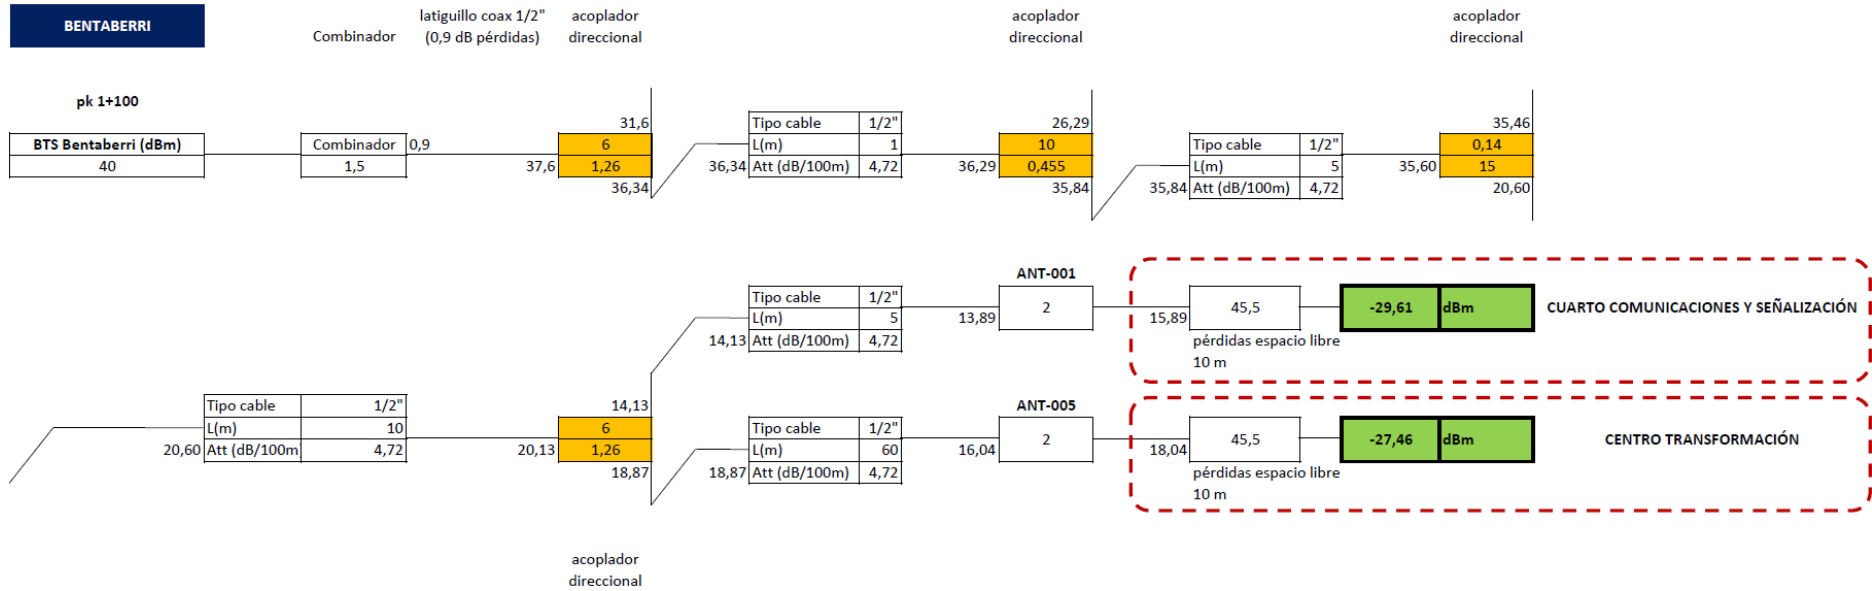 BENTABERRI
Combinador
latiguillo coax 1/2"
(0,9 dB pérdidas)
acoplador
direccional
acoplador
direccional
acoplador
direccional
pk 1+100
BTS Bentaberri (dBm)
40
Combinador
1,5
0,9
37,6
31,6
6
1,26
36,34
36,34
Tipo cable 1/2"
L(m) 1
Att (dB/100m) 4,72
36,29
26,29
10
0,455
35,84
35,84
Tipo cable 1/2"
L(m) 5
Att (dB/100m) 4,72
35,60
35,46
0,14
15
20,60
20,60
Tipo cable 1/2"
L(m) 10
Att (dB/100m 4,72
20,13
14,13
6
1,26
18,87
acoplador
direccional
14,13
Tipo cable 1/2"
L(m) 5
Att (dB/100m) 4,72
13,89
ANT-001
2
15,89
45,5
pérdidas espacio libre
10 m
-29,61 dBm
CUARTO COMUNICACIONES Y SEÑALIZACIÓN
18,87
Tipo cable 1/2"
L(m) 60
Att (dB/100m) 4,72
16,04
ANT-005
2
18,04
45,5
pérdidas espacio libre
10 m
-27,46 dBm
CENTRO TRANSFORMACIÓN